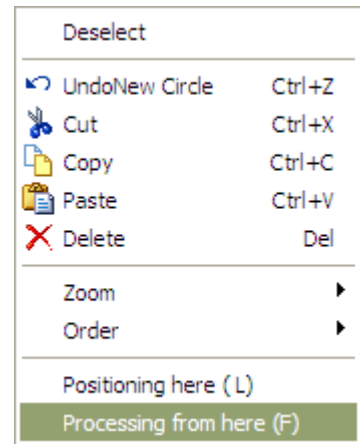 Deselect
UndoNew Circle Ctrl+Z
Cut Ctrl+X
Copy Ctrl+C
Paste Ctrl+V
Delete Del
Zoom
Order
Positioning here ( L)
Processing from here (F)